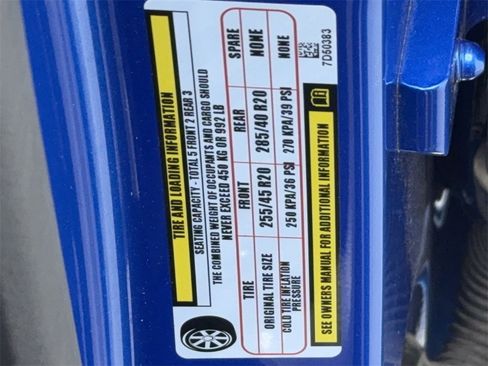 TIRE AND LOADING INFORMATION
SEATING CAPACITY - TOTAL 5 FRONT 2 REAR 3
THE COMBINED WEIGHT OF OCCUPANTS AND CARGO SHOULD
NEVER EXCEED 450 KG OR 992 LB
TIRE FRONT REAR SPARE
ORIGINAL TIRE SIZE 255/45 R20 285/40 R20 NONE
COLD TIRE INFLATION PRESSURE 250 KPA/36 PSI 270 KPA/39 PSI NONE
SEE OWNERS MANUAL FOR ADDITIONAL INFORMATION
7D50383